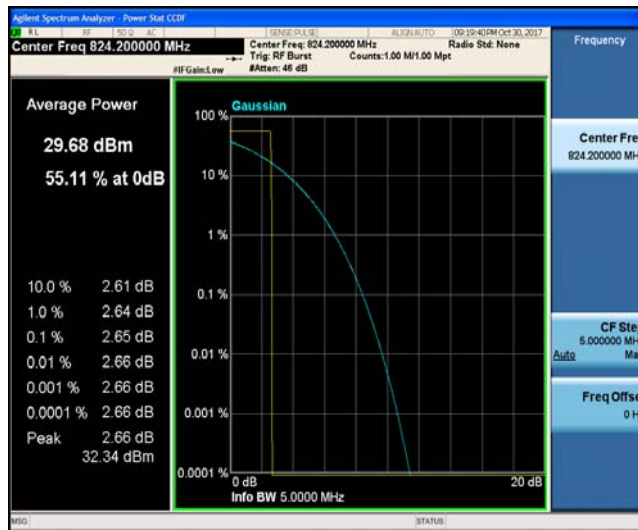 Agilent Spectrum Analyzer - Power Stat CCDF
RL RF 50 Ω AC SENSE:PULSE ALIGN AUTO 09:19:40PM Oct 30, 2017
Center Freq 824.200000 MHz
Center Freq: 824.200000 MHz Radio Std: None
Trig: RF Burst Counts:1.00 M/1.00 Mpt
#IFGain:Low #Atten: 46 dB
Frequency
Average Power
29.68 dBm
55.11 % at 0dB
10.0 % 2.61 dB
1.0 % 2.64 dB
0.1 % 2.65 dB
0.01 % 2.66 dB
0.001 % 2.66 dB
0.0001 % 2.66 dB
Peak 2.66 dB
32.34 dBm
Gaussian
100 %
10 %
1 %
0.1 %
0.01 %
0.001 %
0.0001 %
0 dB 20 dB
Info BW 5.0000 MHz
Center Fre
824.200000 MH
CF Ste
5.000000 MH
Auto Ma
Freq Offse
0 H
MSG STATUS